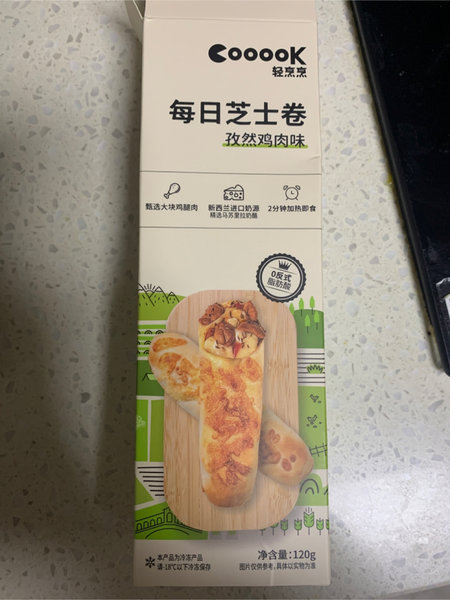 COOOOK
轻烹烹
每日芝士卷
孜然鸡肉味
甄选大块鸡腿肉
新西兰进口奶源
精选马苏里拉奶酪
2分钟加热即食
0反式
脂肪酸
本产品为冷冻产品
请-18℃以下冷冻保存
净含量:120g
图片仅供参考,具体以实物为准